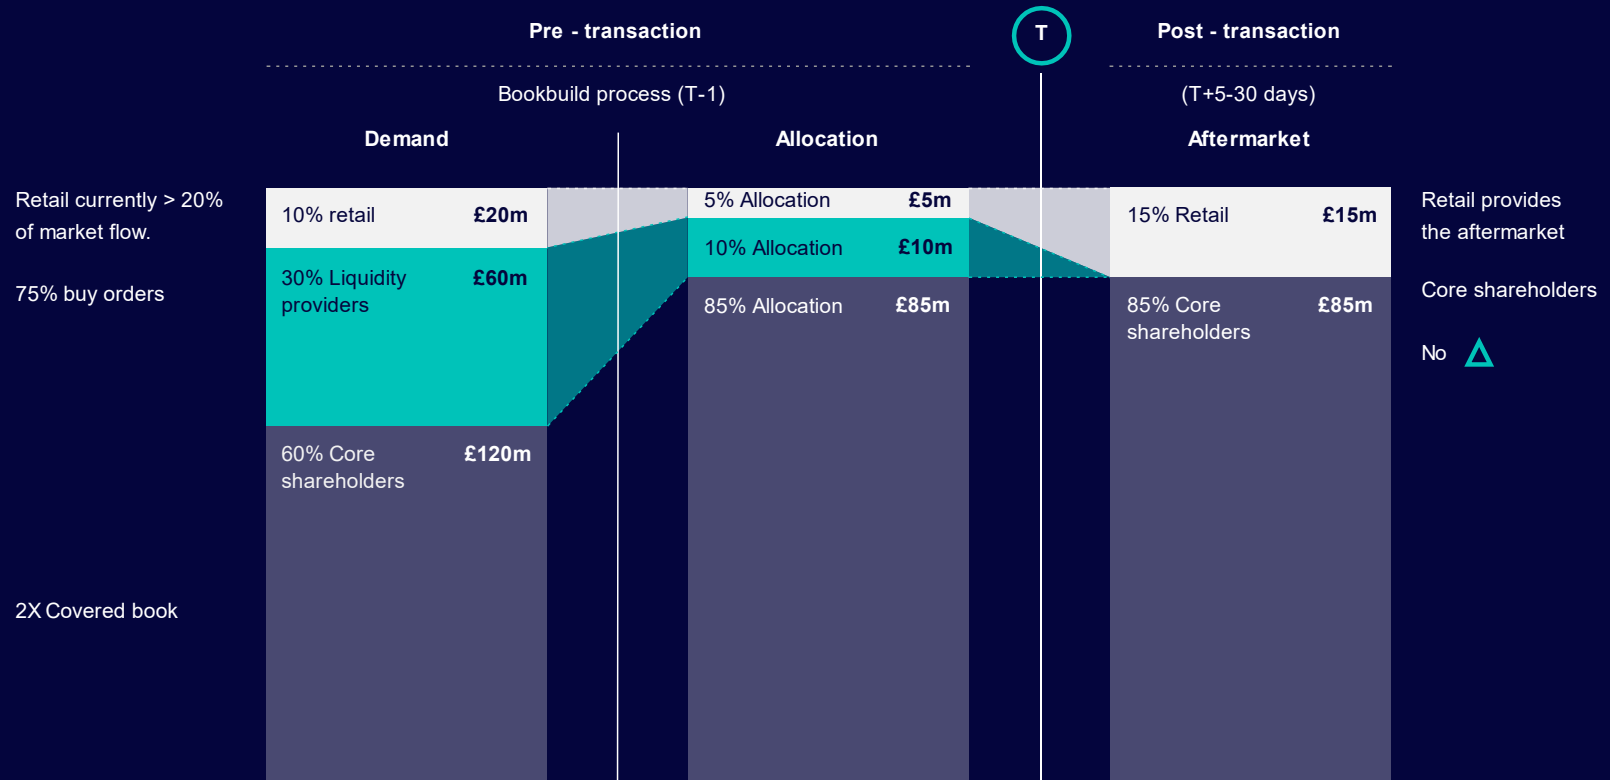 Pre - transaction
T
Post - transaction
Bookbuild process (T-1)
(T+5-30 days)
Demand
Allocation
Aftermarket
Retail currently > 20%
of market flow.
75% buy orders
2X Covered book
10% retail £20m
30% Liquidity £60m
providers
60% Core £120m
shareholders
5% Allocation £5m
10% Allocation £10m
85% Allocation £85m
15% Retail £15m
85% Core £85m
shareholders
Retail provides
the aftermarket
Core shareholders
No